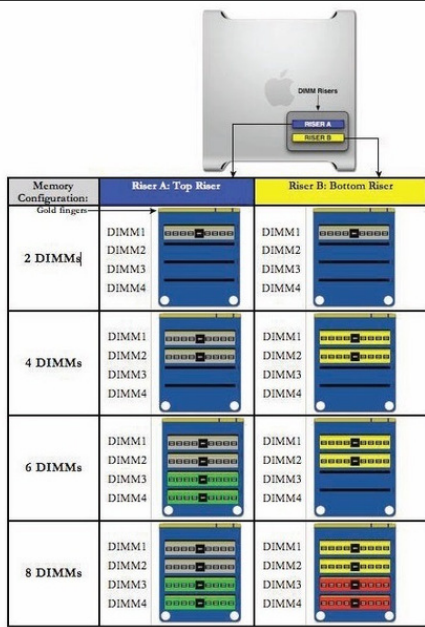 DIMM Risers
RISER A
RISER B
Memory Configuration:
Riser A: Top Riser
Riser B: Bottom Riser
Gold fingers
2 DIMMs
DIMM1
DIMM2
DIMM3
DIMM4
DIMM1
DIMM2
DIMM3
DIMM4
4 DIMMs
DIMM1
DIMM2
DIMM3
DIMM4
DIMM1
DIMM2
DIMM3
DIMM4
6 DIMMs
DIMM1
DIMM2
DIMM3
DIMM4
DIMM1
DIMM2
DIMM3
DIMM4
8 DIMMs
DIMM1
DIMM2
DIMM3
DIMM4
DIMM1
DIMM2
DIMM3
DIMM4